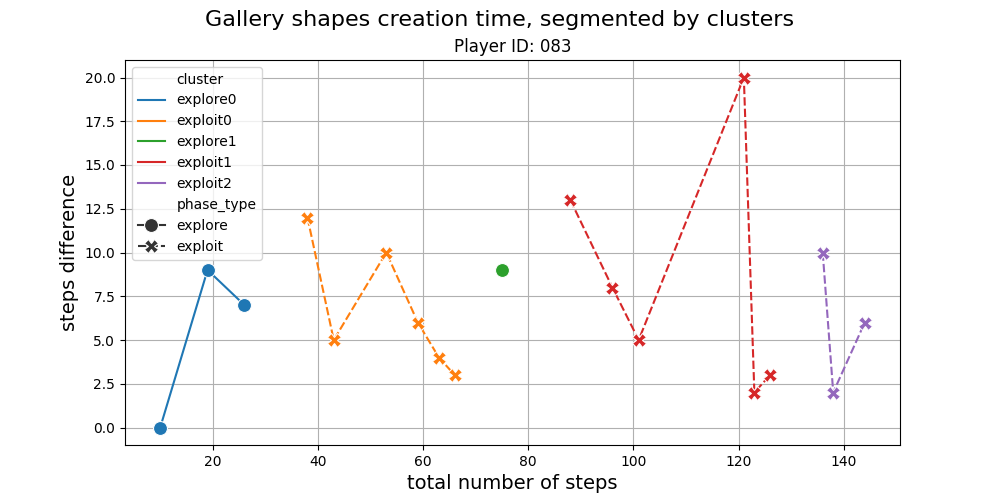 Gallery shapes creation time, segmented by clusters
Player ID: 083
20.0
17.5
15.0
12.5
10.0
7.5
5.0
2.5
0.0
steps difference
cluster
explore0
exploit0
explore1
exploit1
exploit2
phase_type
explore
exploit
20 40 60 80 100 120 140
total number of steps